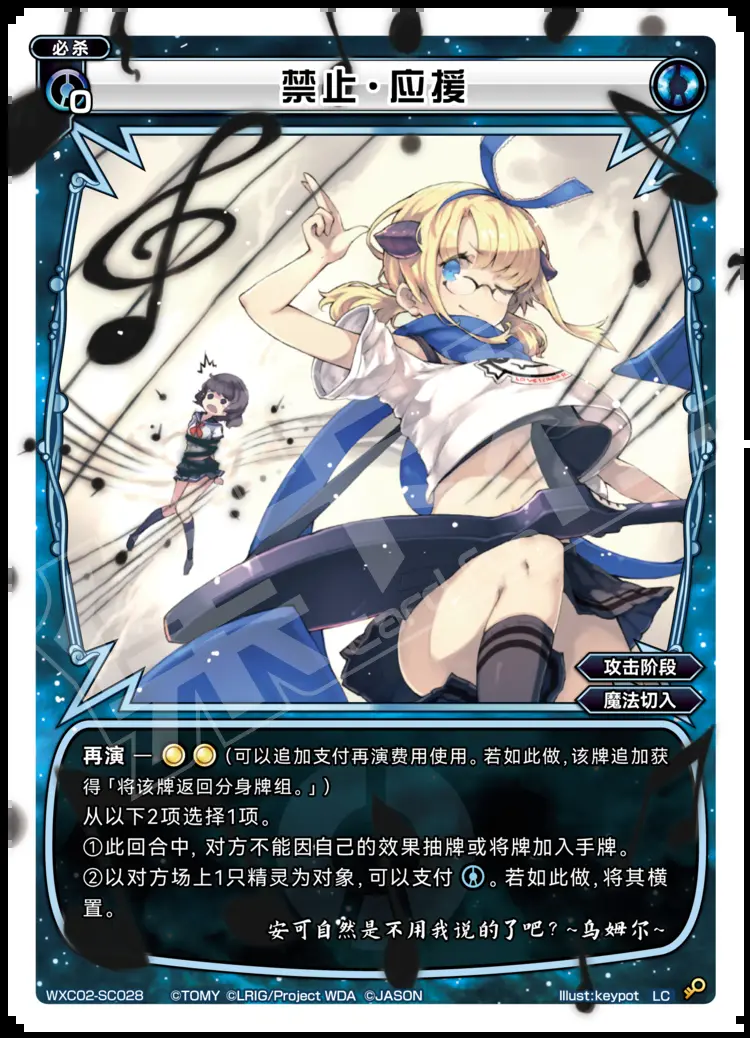 必杀
0
禁止·应援
攻击阶段
魔法切入
再演 — (可以追加支付再演费用使用。若如此做,该牌追加获
得「将该牌返回分身牌组。」)
从以下2项选择1项。
①此回合中, 对方不能因自己的效果抽牌或将牌加入手牌。
②以对方场上1只精灵为对象, 可以支付 。若如此做, 将其横
置。
安可自然是不用我说的了吧?~乌姆尔~
WXC02-SC028 ©TOMY ©LRIG/Project WDA ©JASON Illust:keypot LC